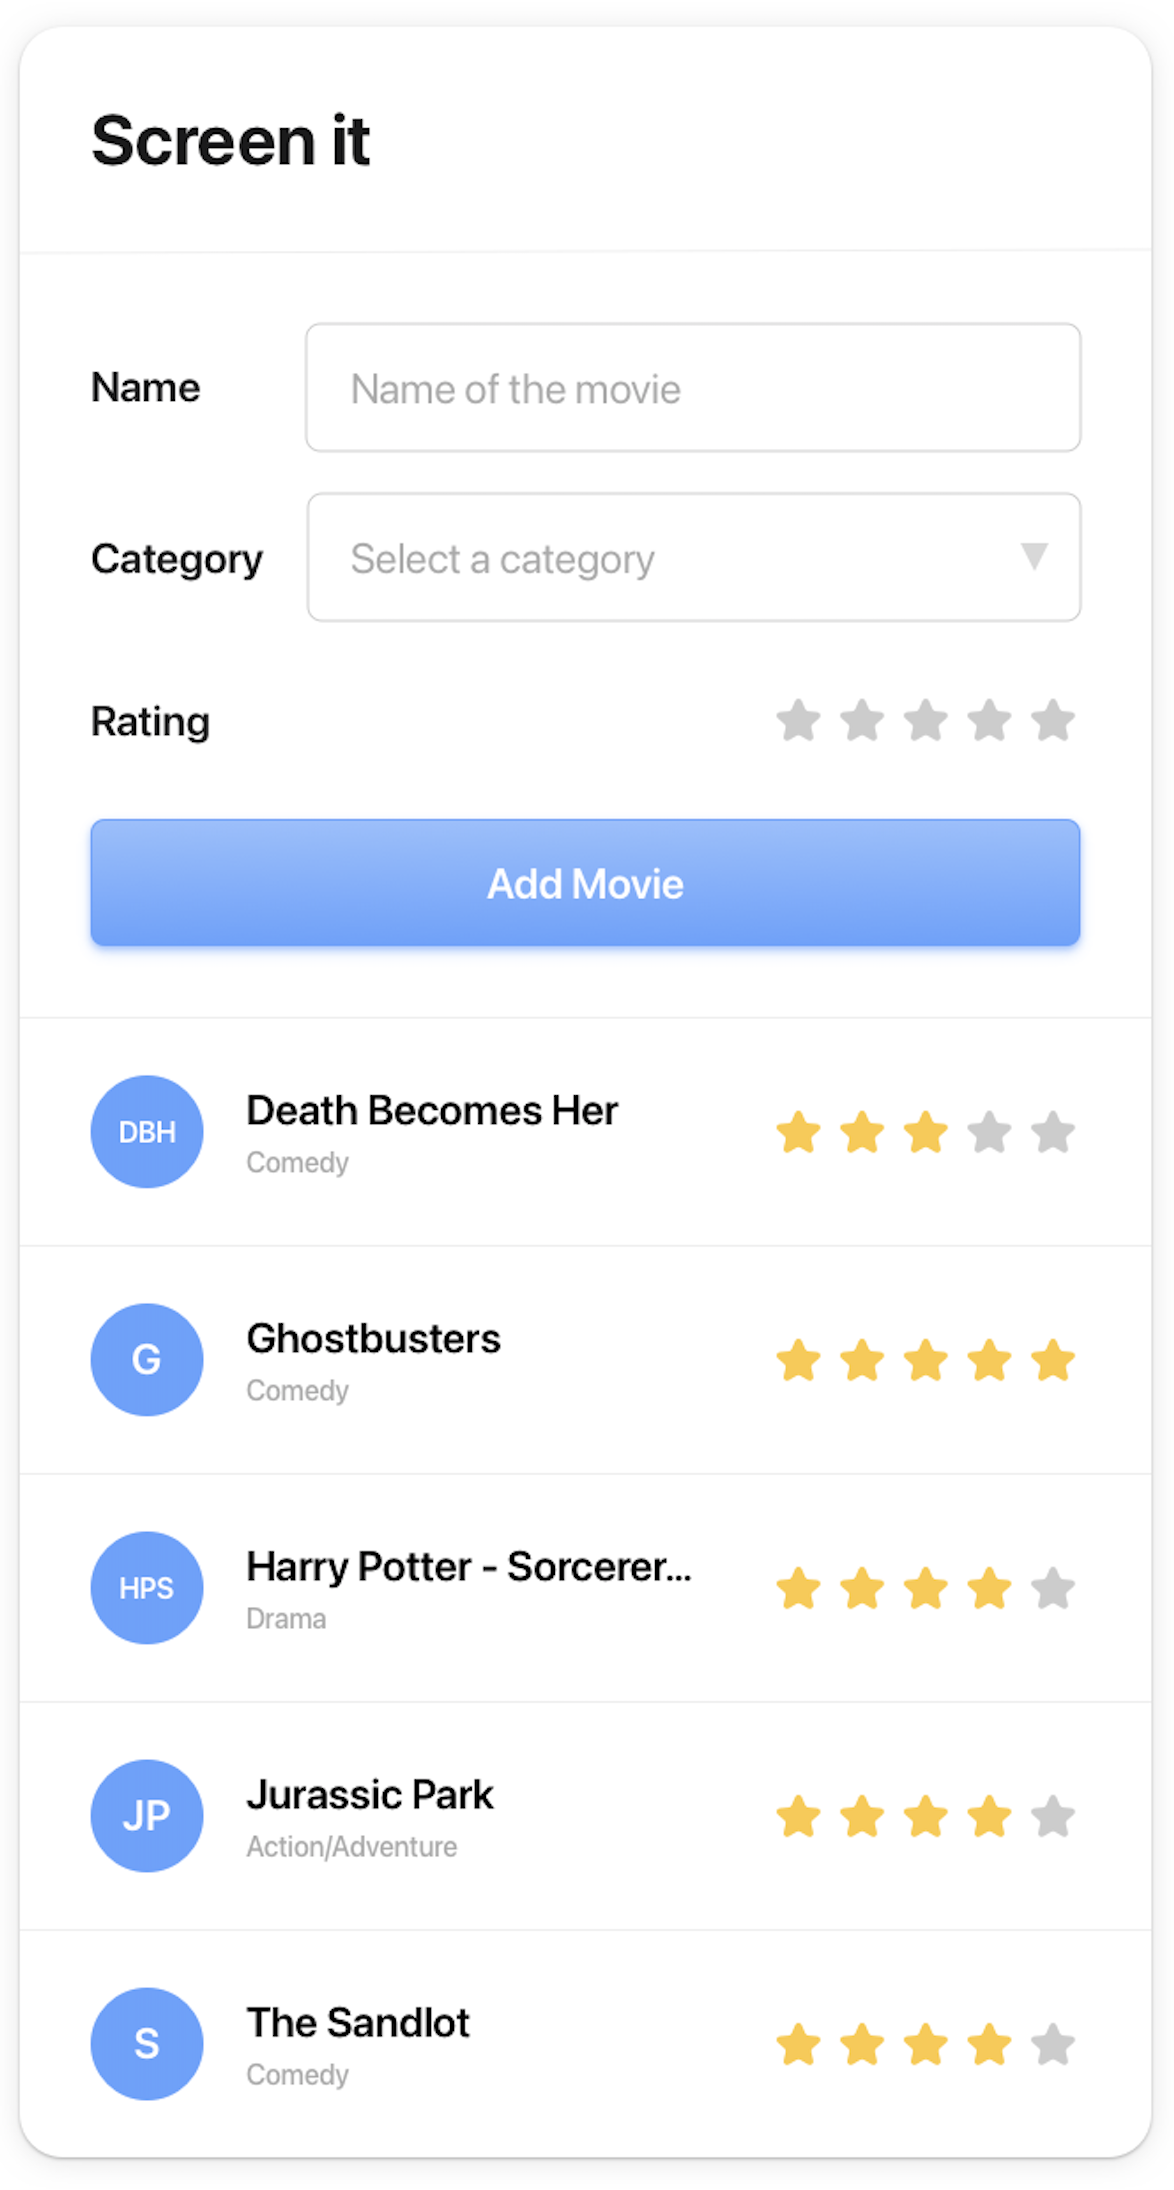 Screen it
Name
Name of the movie
Category
Select a category
Rating
Add Movie
DBH
Death Becomes Her
Comedy
G
Ghostbusters
Comedy
HPS
Harry Potter - Sorcerer...
Drama
JP
Jurassic Park
Action/Adventure
S
The Sandlot
Comedy